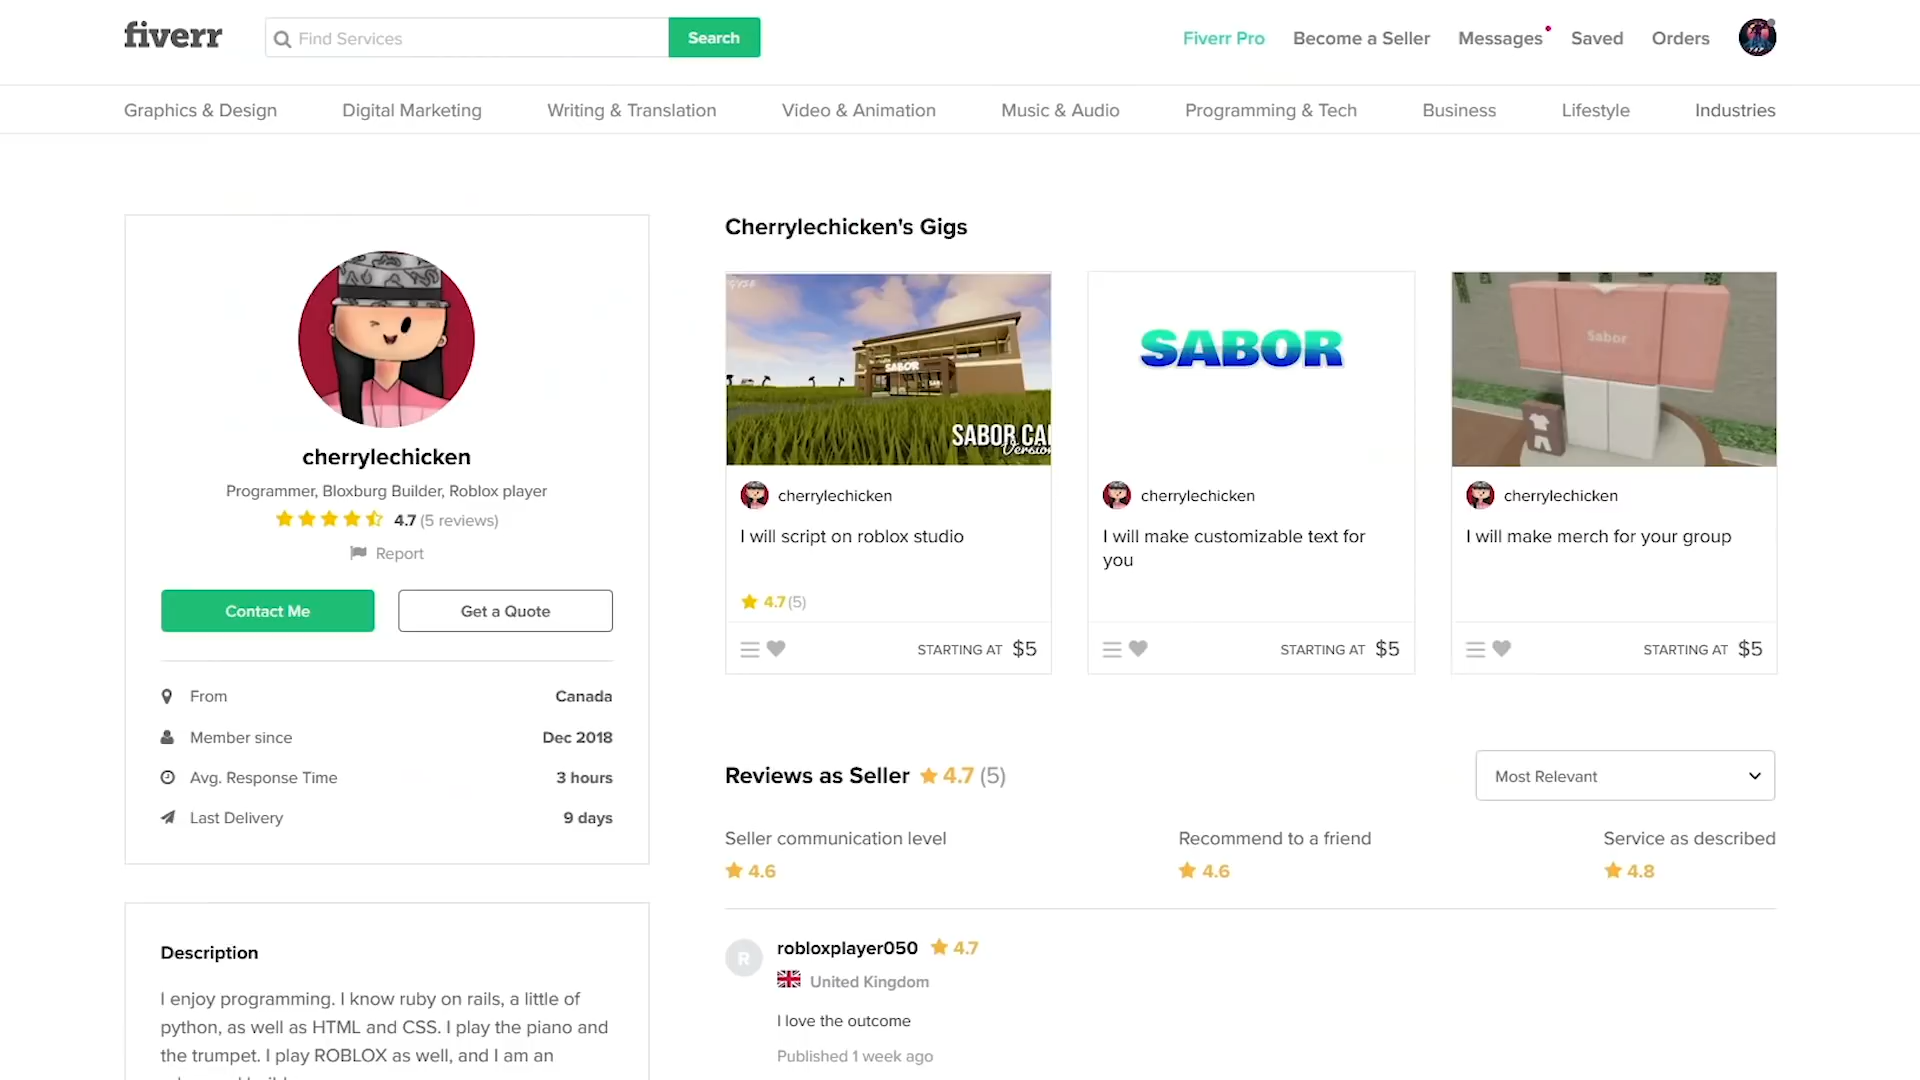 fiverr
Find Services
Search
Fiverr Pro
Become a Seller
Messages
Saved
Orders
Graphics & Design
Digital Marketing
Writing & Translation
Video & Animation
Music & Audio
Programming & Tech
Business
Lifestyle
Industries
cherrylechicken
Programmer, Bloxburg Builder, Roblox player
4.7 (5 reviews)
Report
Contact Me
Get a Quote
From Canada
Member since Dec 2018
Avg. Response Time 3 hours
Last Delivery 9 days
Description
I enjoy programming. I know ruby on rails, a little of
python, as well as HTML and CSS. I play the piano and
the trumpet. I play ROBLOX as well, and I am an
Cherrylechicken's Gigs
SABOR
SABOR CA
Version
cherrylechicken
I will script on roblox studio
4.7 (5)
STARTING AT $5
SABOR
cherrylechicken
I will make customizable text for
you
STARTING AT $5
Sabor
cherrylechicken
I will make merch for your group
STARTING AT $5
Reviews as Seller 4.7 (5)
Most Relevant
Seller communication level
4.6
Recommend to a friend
4.6
Service as described
4.8
R
robloxplayer050 4.7
United Kingdom
I love the outcome
Published 1 week ago